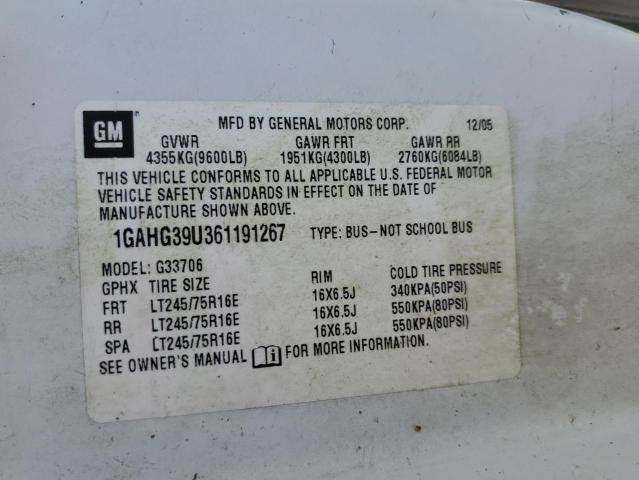 GM
MFD BY GENERAL MOTORS CORP. 12/05
GVWR GAWR FRT GAWR RR
4355KG(9600LB) 1951KG(4300LB) 2760KG(6084LB)
THIS VEHICLE CONFORMS TO ALL APPLICABLE U.S. FEDERAL MOTOR
VEHICLE SAFETY STANDARDS IN EFFECT ON THE DATE OF
MANUFACTURE SHOWN ABOVE.
1GAHG39U361191267 TYPE: BUS-NOT SCHOOL BUS
MODEL: G33706
GPHX TIRE SIZE RIM COLD TIRE PRESSURE
FRT LT245/75R16E 16X6.5J 340KPA(50PSI)
RR LT245/75R16E 16X6.5J 550KPA(80PSI)
SPA LT245/75R16E 16X6.5J 550KPA(80PSI)
SEE OWNER'S MANUAL FOR MORE INFORMATION.